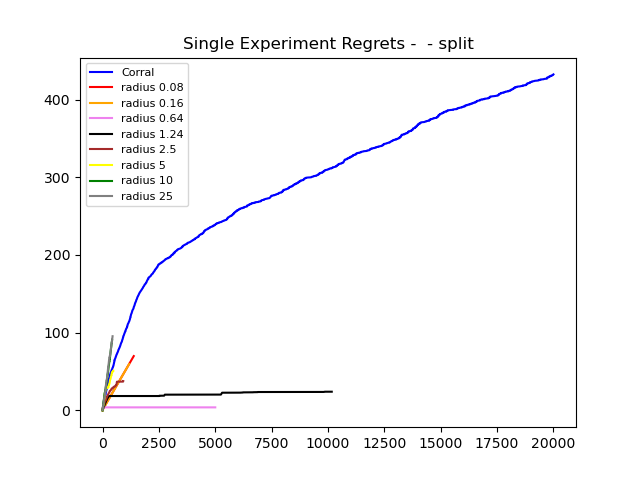 Single Experiment Regrets -  - split
Corral
radius 0.08
radius 0.16
radius 0.64
radius 1.24
radius 2.5
radius 5
radius 10
radius 25
400
300
200
100
0
0 2500 5000 7500 10000 12500 15000 17500 20000